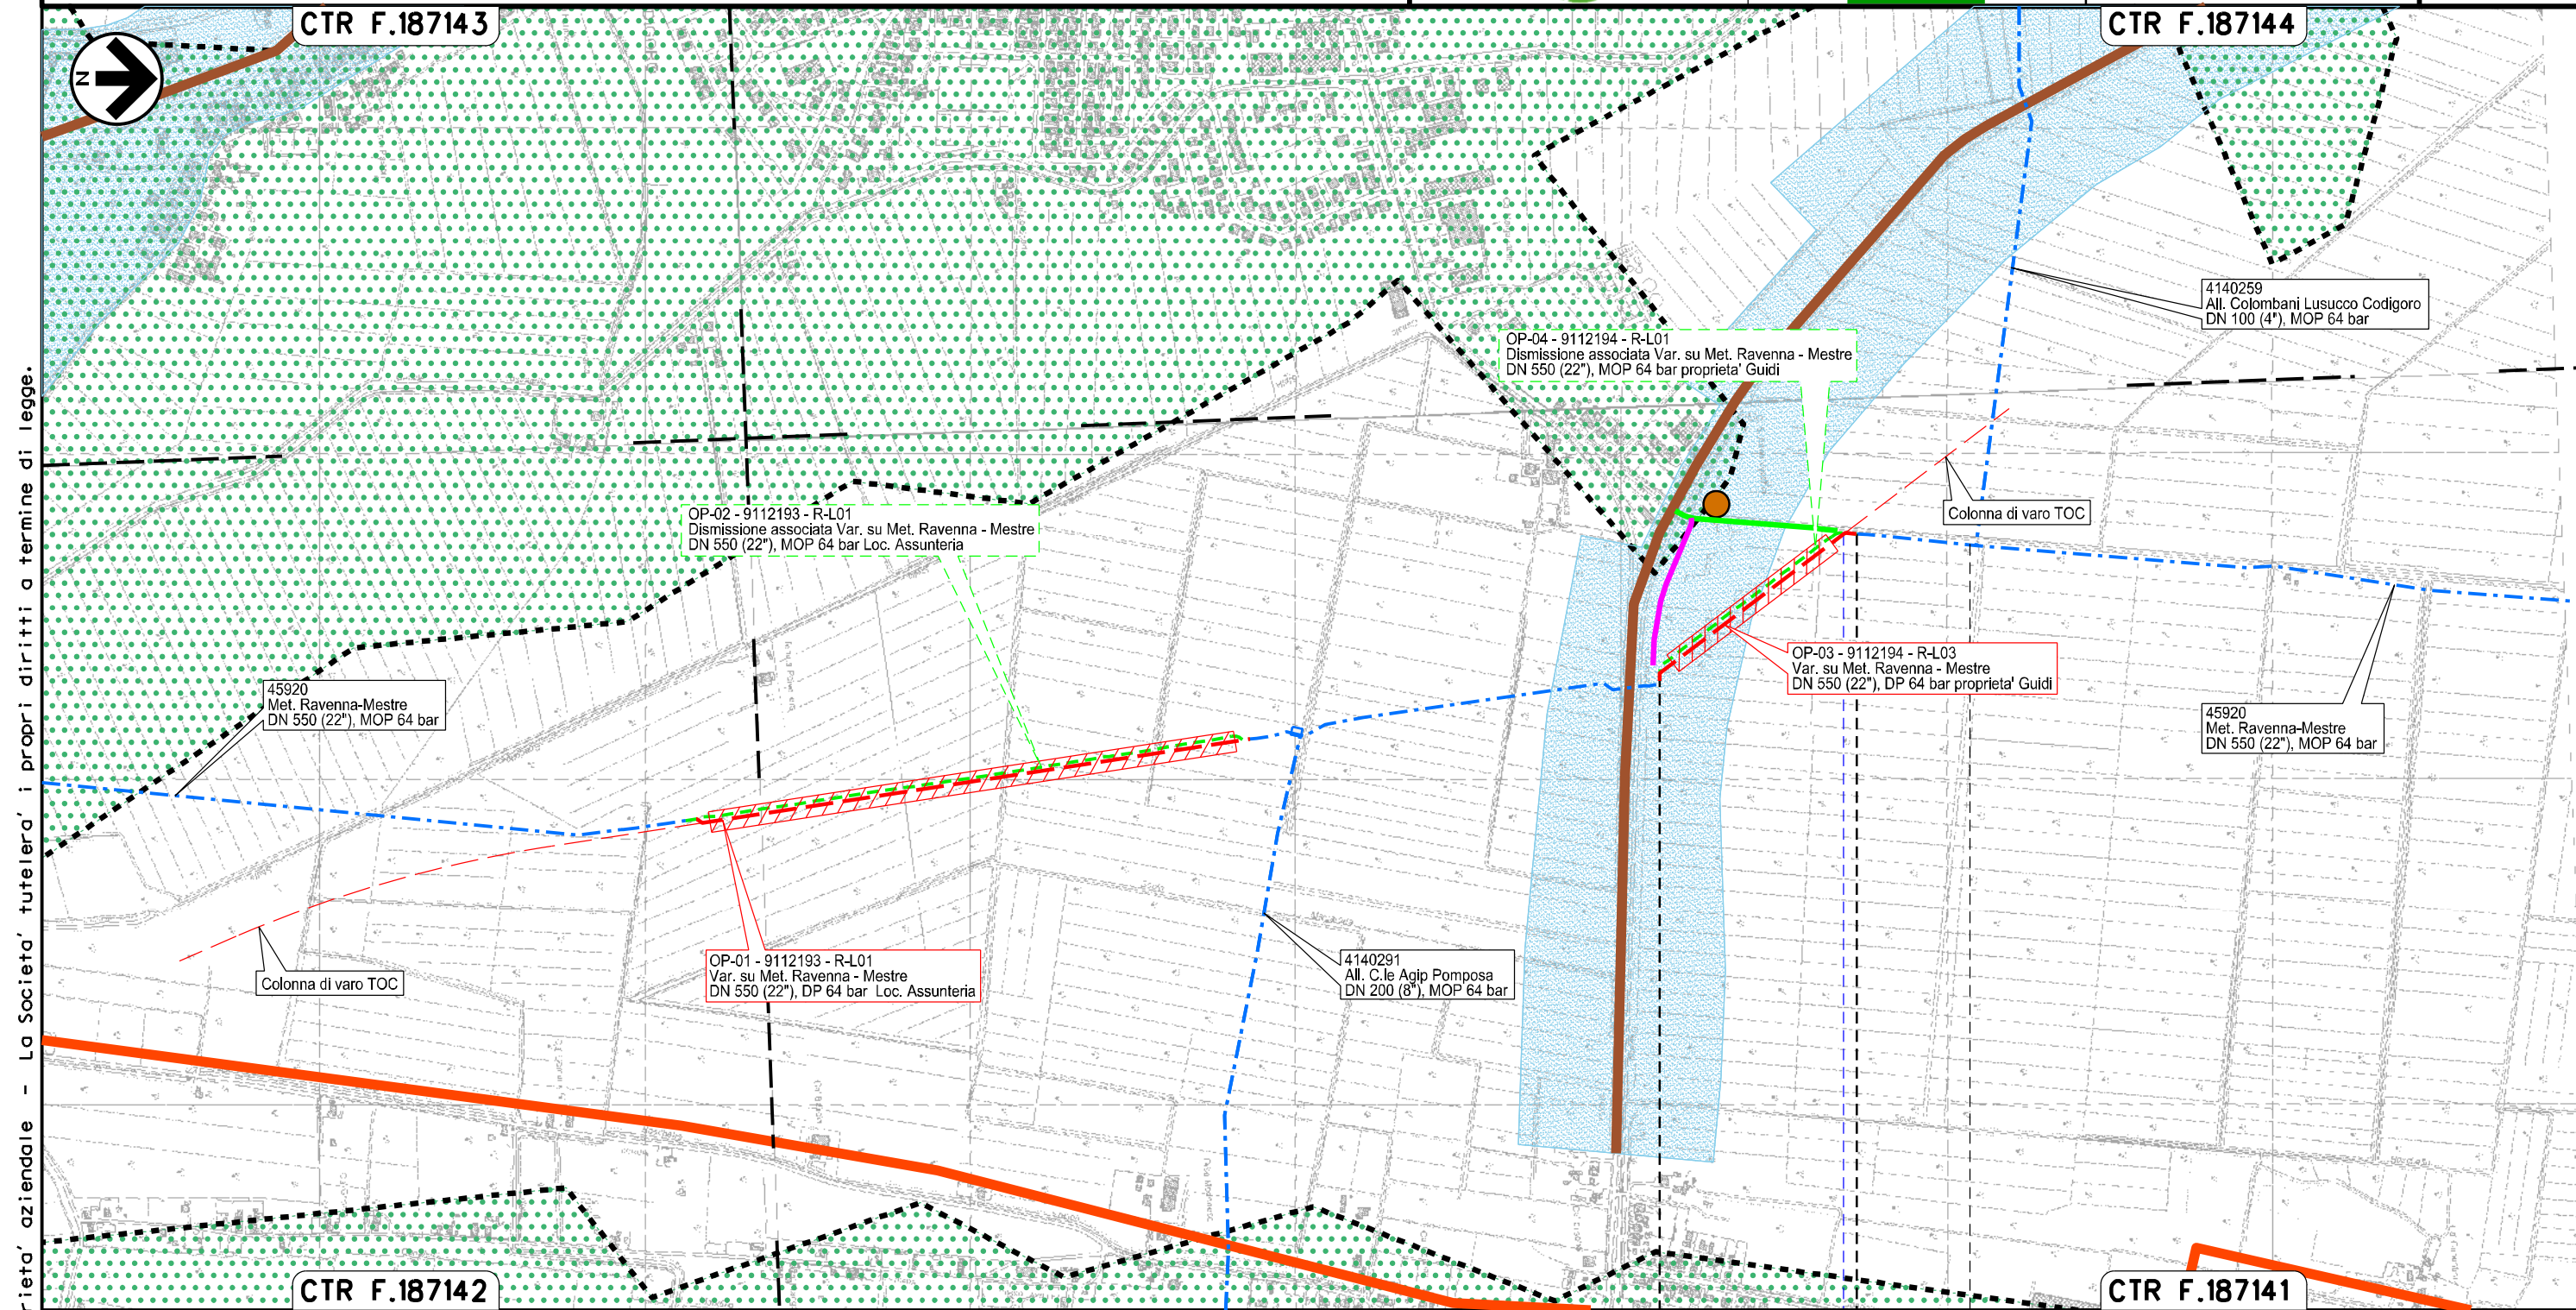 CTR F.187143
CTR F.187144
N
4140259
All. Colombani Lusucco Codigoro
DN 100 (4"), MOP 64 bar
OP-04 - 9112194 - R-L01
Dismissione associata Var. su Met. Ravenna - Mestre
DN 550 (22"), MOP 64 bar proprieta' Guidi
Colonna di varo TOC
OP-02 - 9112193 - R-L01
Dismissione associata Var. su Met. Ravenna - Mestre
DN 550 (22"), MOP 64 bar Loc. Assunteria
OP-03 - 9112194 - R-L03
Var. su Met. Ravenna - Mestre
DN 550 (22"), DP 64 bar proprieta' Guidi
45920
Met. Ravenna-Mestre
DN 550 (22"), MOP 64 bar
45920
Met. Ravenna-Mestre
DN 550 (22"), MOP 64 bar
OP-01 - 9112193 - R-L01
Var. su Met. Ravenna - Mestre
DN 550 (22"), DP 64 bar Loc. Assunteria
4140291
All. C.le Agip Pomposa
DN 200 (8"), MOP 64 bar
Colonna di varo TOC
rieta' aziendale - La Societa' tutelera' i propri diritti a termine di legge.
CTR F.187142
CTR F.187141